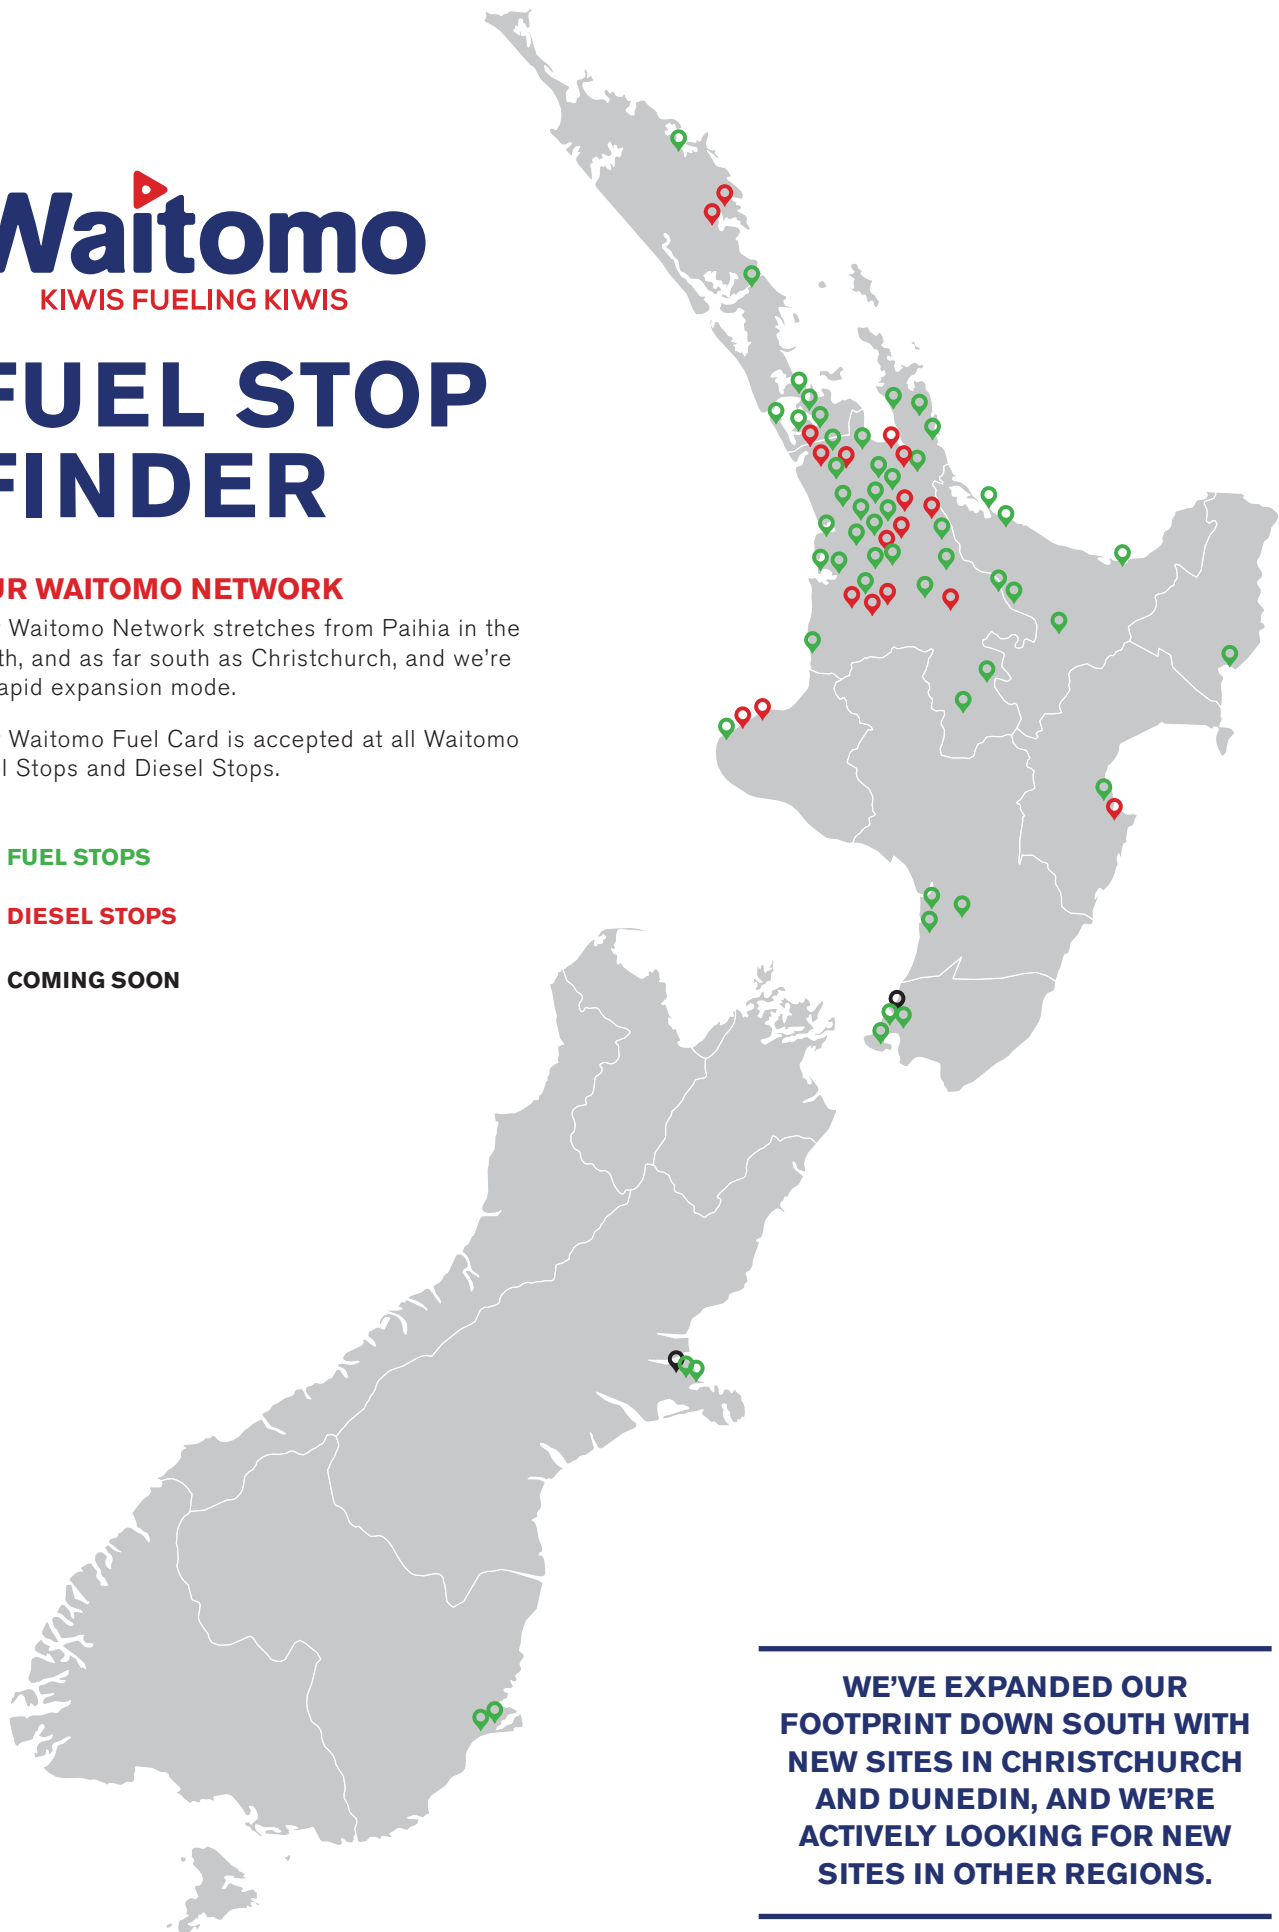 Waitomo
KIWIS FUELING KIWIS
FUEL STOP
FINDER
UR WAITOMO NETWORK
Waitomo Network stretches from Paihia in the
th, and as far south as Christchurch, and we're
apid expansion mode.
Waitomo Fuel Card is accepted at all Waitomo
l Stops and Diesel Stops.
FUEL STOPS
DIESEL STOPS
COMING SOON
WE'VE EXPANDED OUR
FOOTPRINT DOWN SOUTH WITH
NEW SITES IN CHRISTCHURCH
AND DUNEDIN, AND WE'RE
ACTIVELY LOOKING FOR NEW
SITES IN OTHER REGIONS.